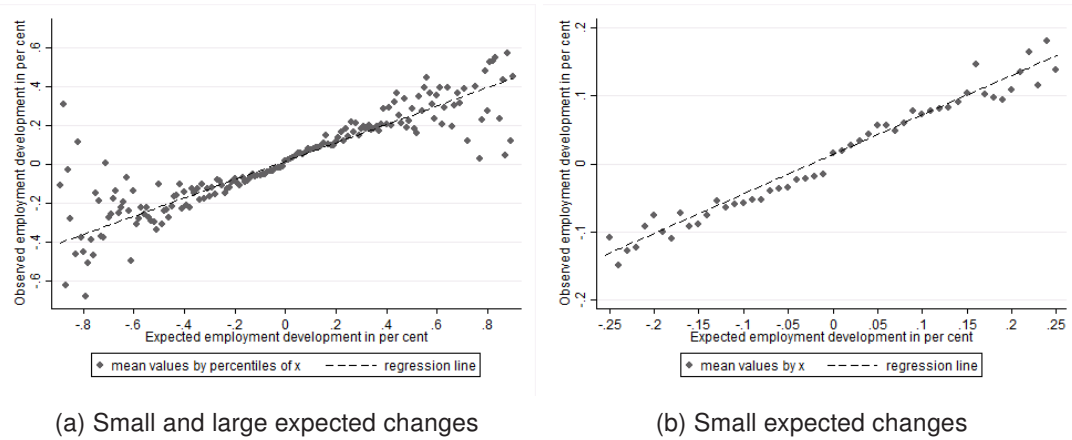 Observed employment development in per cent
.6
.4
.2
0
-.2
-.4
-.6
-.8 -.6 -.4 -.2 0 .2 .4 .6 .8
Expected employment development in per cent
mean values by percentiles of x regression line
(a) Small and large expected changes
Observed employment development in per cent
.2
.1
0
-.1
-.2
-.25 -.2 -.15 -.1 -.05 0 .05 .1 .15 .2 .25
Expected employment development in per cent
mean values by x regression line
(b) Small expected changes